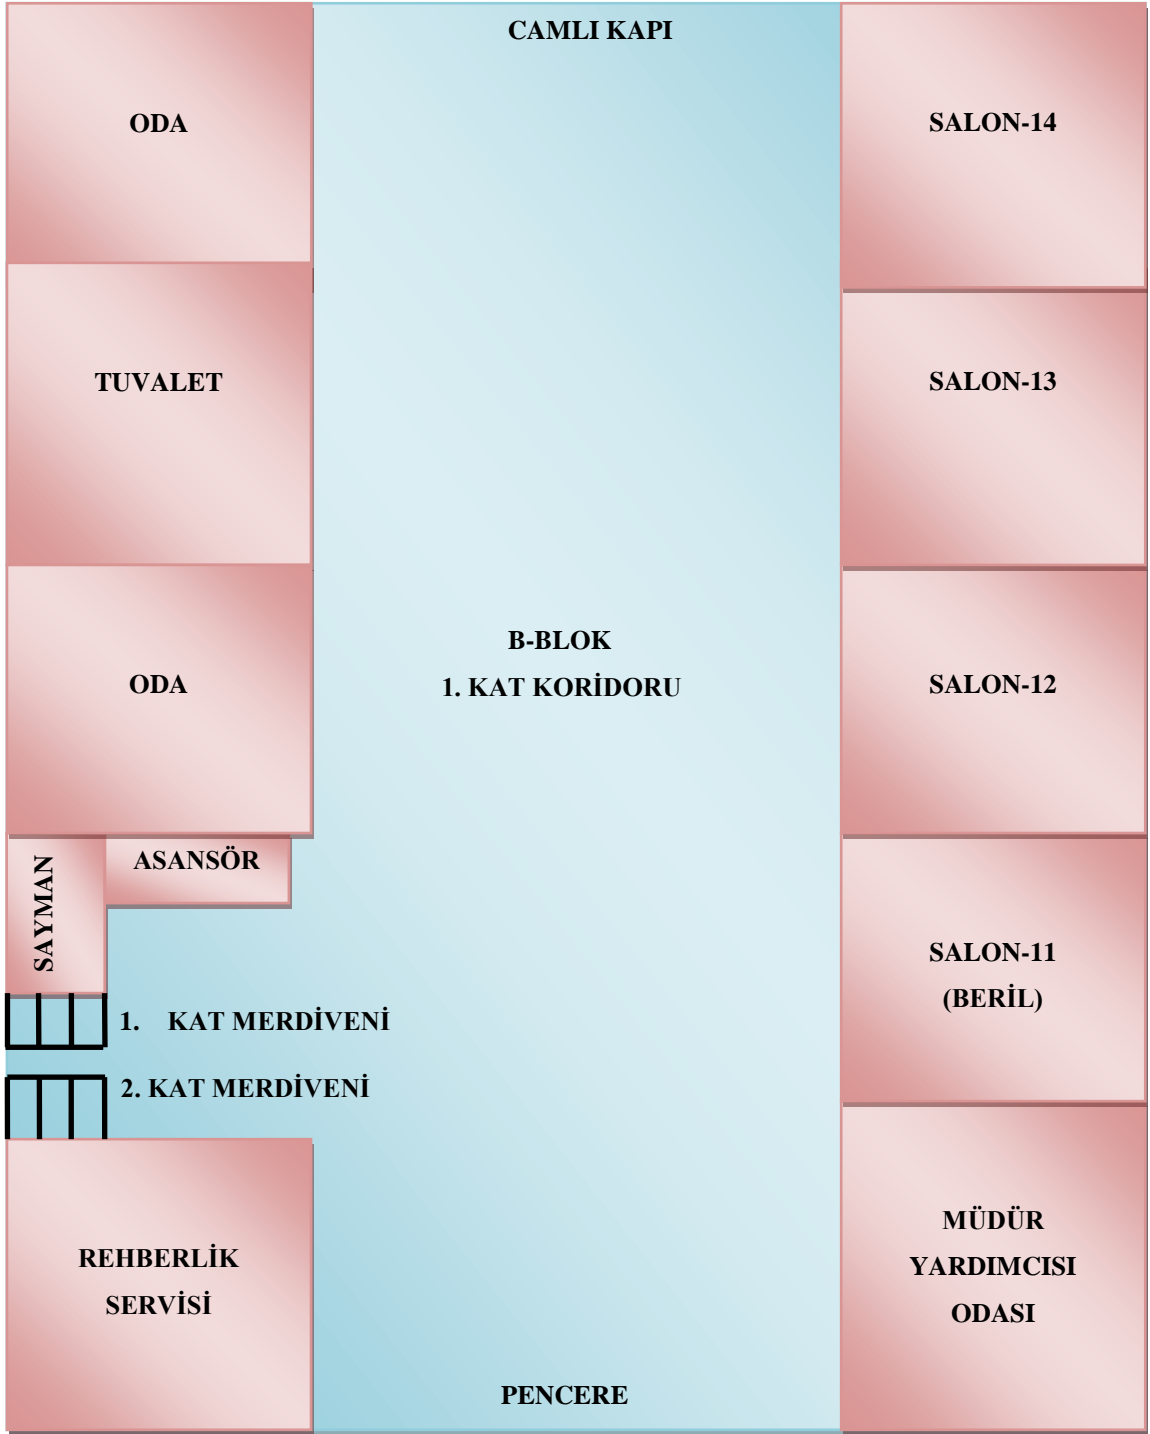 CAMLI KAPI
ODA
SALON-14
TUVALET
SALON-13
B-BLOK
1. KAT KORİDORU
ODA
SALON-12
ASANSÖR
SAYMAN
SALON-11
(BERİL)
1. KAT MERDİVENİ
2. KAT MERDİVENİ
REHBERLİK
SERVİSİ
MÜDÜR
YARDIMCISI
ODASI
PENCERE